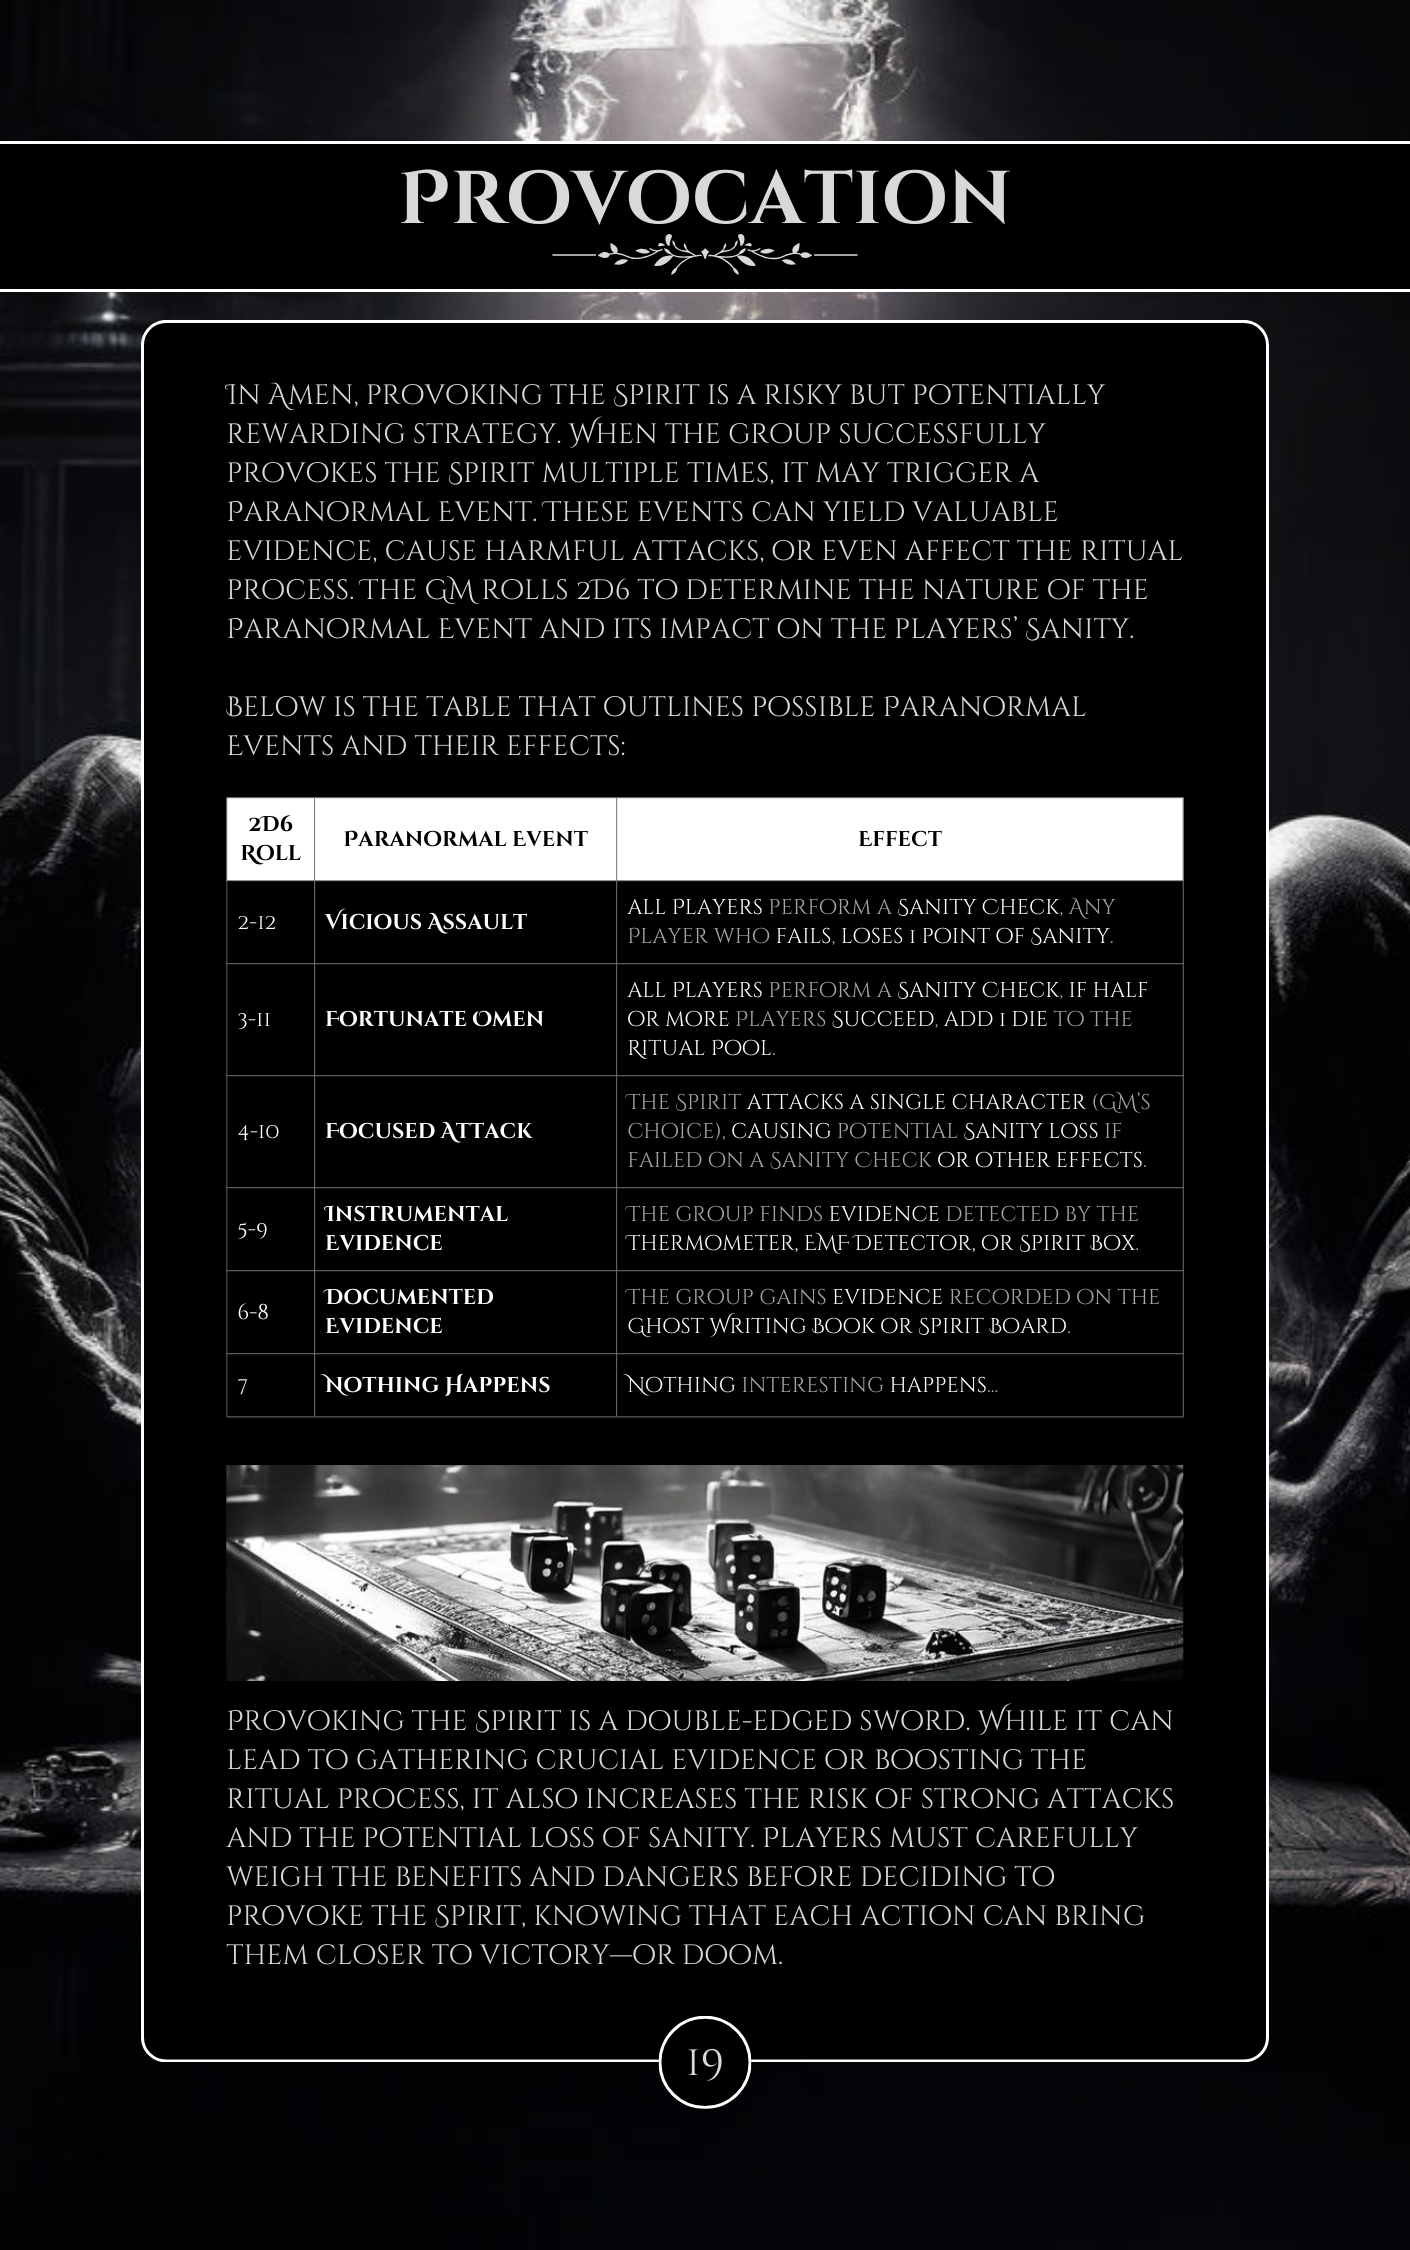 Provocation
In Amen, provoking the Spirit is a risky but potentially
rewarding strategy. When the group successfully
provokes the Spirit multiple times, it may trigger a
Paranormal Event. These events can yield valuable
evidence, cause harmful attacks, or even affect the ritual
process. The GM rolls 2D6 to determine the nature of the
Paranormal Event and its impact on the players' Sanity.
Below is the table that outlines possible Paranormal
Events and their effects:
2D6
Roll
Paranormal Event
Effect
2-12
Vicious Assault
All Players perform a Sanity Check, Any
player who fails, loses 1 point of Sanity.
3-11
Fortunate Omen
All Players perform a Sanity Check, if half
or more players Succeed, add 1 die to the
Ritual Pool.
4-10
Focused Attack
The Spirit attacks a single character (GM's
choice), causing potential Sanity loss if
failed on a Sanity Check or other effects.
5-9
Instrumental
Evidence
The group finds evidence detected by the
Thermometer, EMF Detector, or Spirit Box.
6-8
Documented
Evidence
The group gains evidence recorded on the
Ghost Writing Book or Spirit Board.
7
Nothing Happens
Nothing interesting happens...
Provoking the Spirit is a double-edged sword. While it can
lead to gathering crucial evidence or boosting the
ritual process, it also increases the risk of strong attacks
and the potential loss of sanity. Players must carefully
weigh the benefits and dangers before deciding to
provoke the Spirit, knowing that each action can bring
them closer to victory—or doom.
19